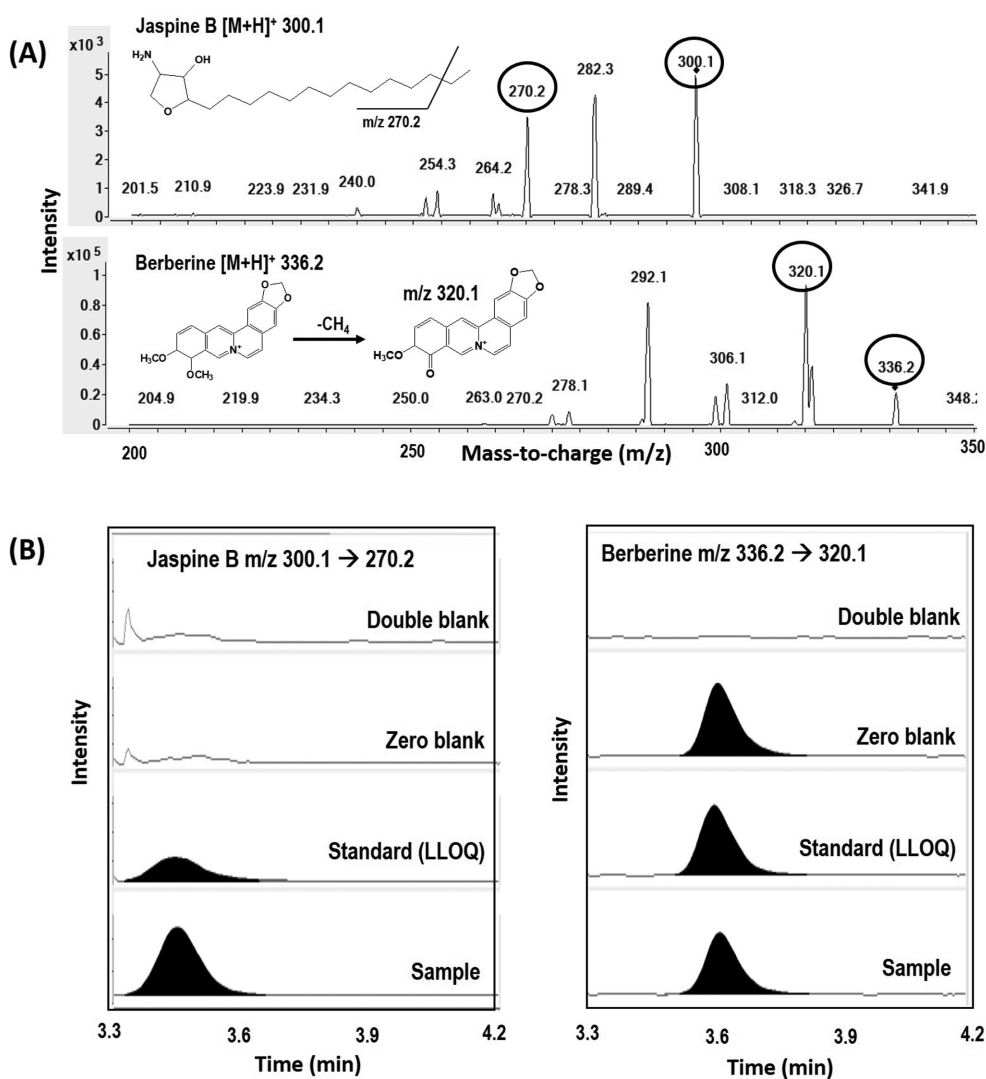 (A)
Jaspine B [M+H]⁺ 300.1
x10 3
5
4
3
2
1
0
H₂N
OH
O
m/z 270.2
201.5 210.9 223.9 231.9 240.0 254.3 264.2 270.2 278.3 282.3 289.4 300.1 308.1 318.3 326.7 341.9
Intensity
Berberine [M+H]⁺ 336.2
x10 5
1
0.8
0.6
0.4
0.2
0
O
O
N⁺
H₃CO
OCH₃
-CH₄
m/z 320.1
O
O
N⁺
H₃CO
O
204.9 219.9 234.3 250.0 263.0 270.2 278.1 292.1 306.1 312.0 320.1 336.2 348.
200 250 300 350
Mass-to-charge (m/z)
(B)
Jaspine B m/z 300.1 → 270.2
Double blank
Zero blank
Standard (LLOQ)
Sample
Intensity
3.3 3.6 3.9 4.2
Time (min)
Berberine m/z 336.2 → 320.1
Double blank
Zero blank
Standard (LLOQ)
Sample
Intensity
3.3 3.6 3.9 4.2
Time (min)